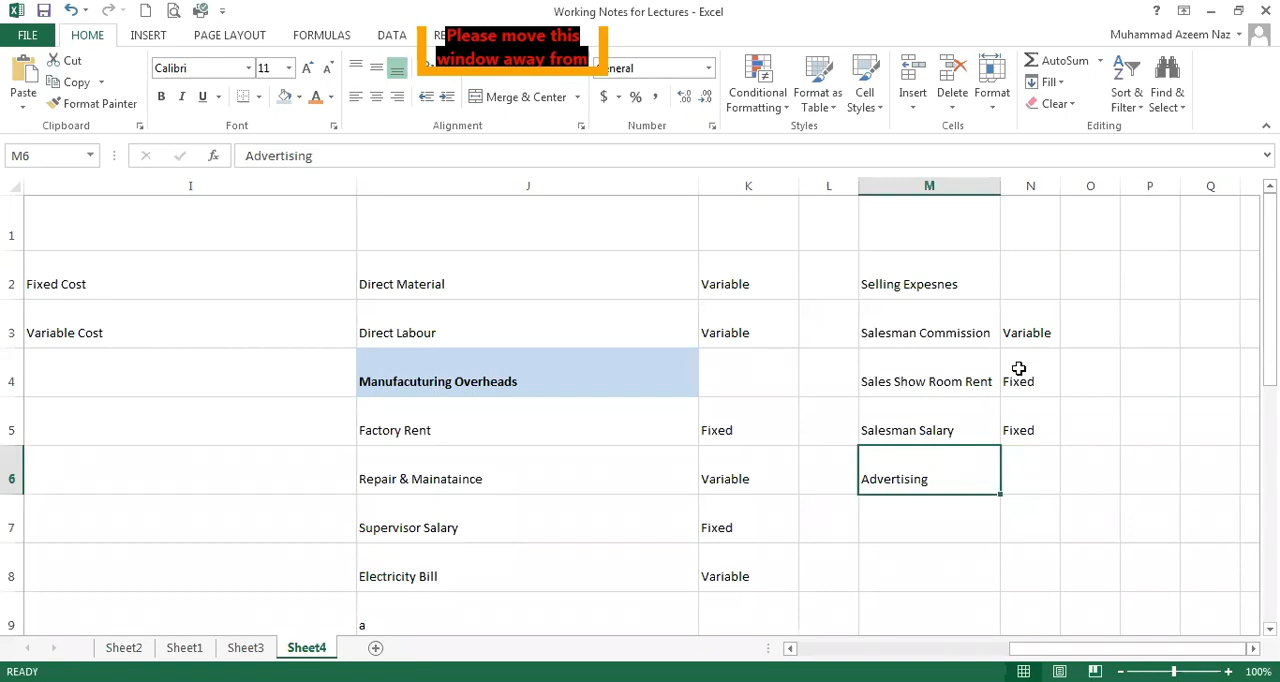 Working Notes for Lectures - Excel
FILE HOME INSERT PAGE LAYOUT FORMULAS DATA RE Muhammad Azeem Naz
Please move this
window away from
Paste
Cut
Copy
Format Painter
Clipboard
Calibri 11
B I U
Font
Merge & Center
Alignment
eneral
$ % ,
Number
Conditional
Formatting
Format as
Table
Cell
Styles
Styles
Insert
Delete
Format
Cells
AutoSum
Fill
Clear
Sort &
Filter
Find &
Select
Editing
M6 fx Advertising
I J K L M N O P Q
1
2 Fixed Cost Direct Material Variable Selling Expesnes
3 Variable Cost Direct Labour Variable Salesman Commission Variable
4 Manufacuturing Overheads Sales Show Room Rent Fixed
5 Factory Rent Fixed Salesman Salary Fixed
6 Repair & Maintaince Variable Advertising
7 Supervisor Salary Fixed
8 Electricity Bill Variable
9 a
Sheet2 Sheet1 Sheet3 Sheet4
READY 100%